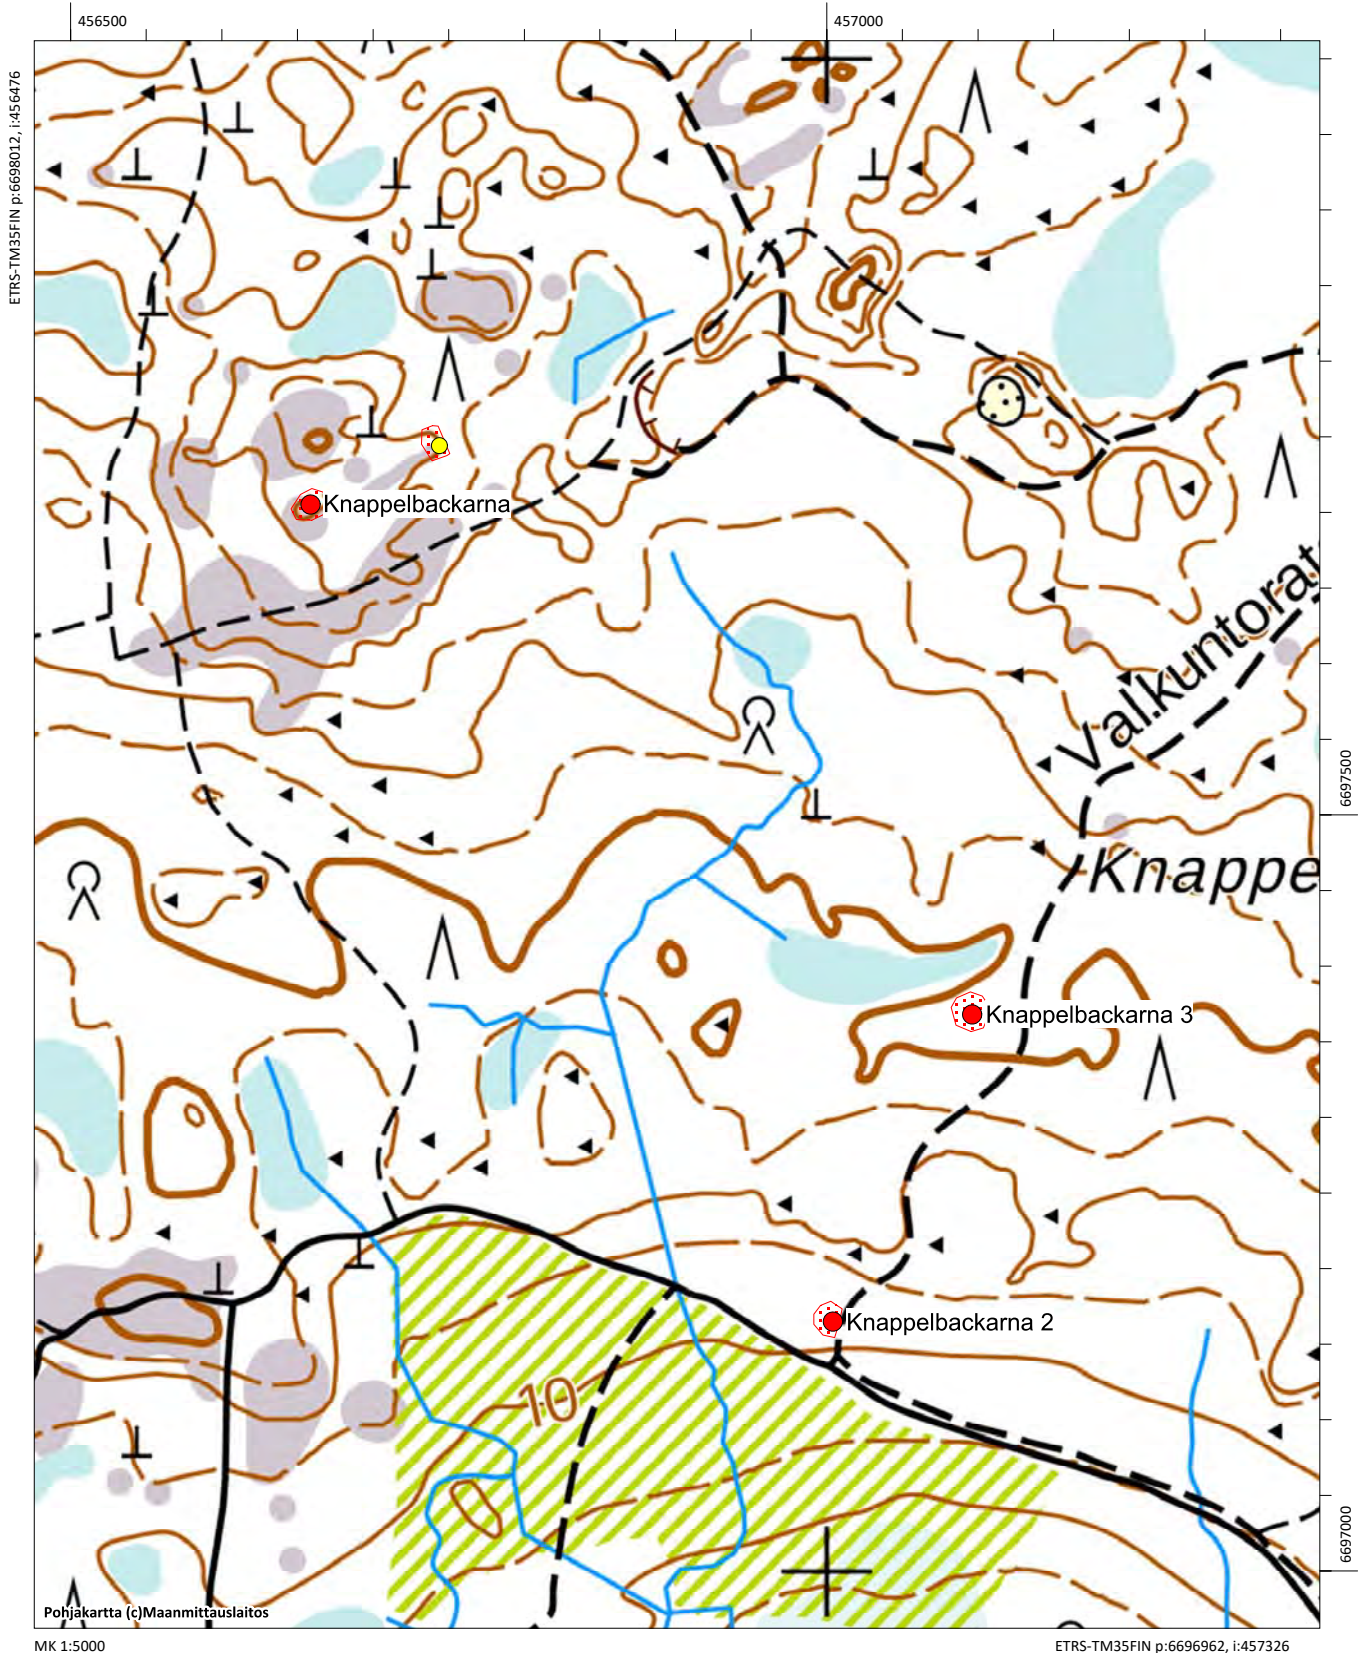 456500
457000
ETRS-TM35FIN p:6698012, i:456476
Knappelbackarna
Valkuntorat
6697500
Knappe
Knappelbackarna 3
Knappelbackarna 2
10
6697000
Pohjakartta (c)Maanmittauslaitos
MK 1:5000
ETRS-TM35FIN p:6696962, i:457326